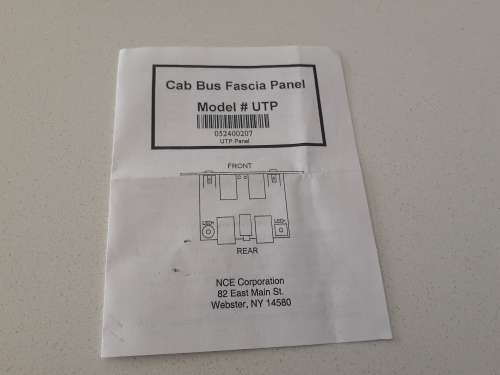 Cab Bus Fascia Panel
Model # UTP
052400207
UTP Panel
FRONT
REAR
NCE Corporation
82 East Main St.
Webster, NY 14580